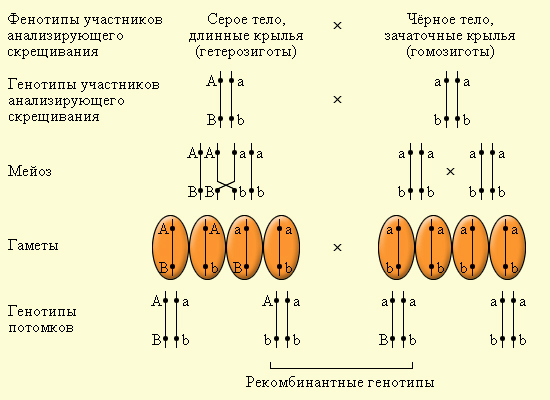 Фенотипы участников
анализирующего
скрещивания
Серое тело,
длинные крылья
(гетерозиготы)
×
Чёрное тело,
зачаточные крылья
(гомозиготы)
Генотипы участников
анализирующего
скрещивания
A a
B b
×
a a
b b
Мейоз
A A a a
B B b b
a a × a a
b b b b
Гаметы
A A a a
B b B b
×
a a a a
b b b b
Генотипы
потомков
A a A a a a a a
B b b b B b b b
Рекомбинантные генотипы